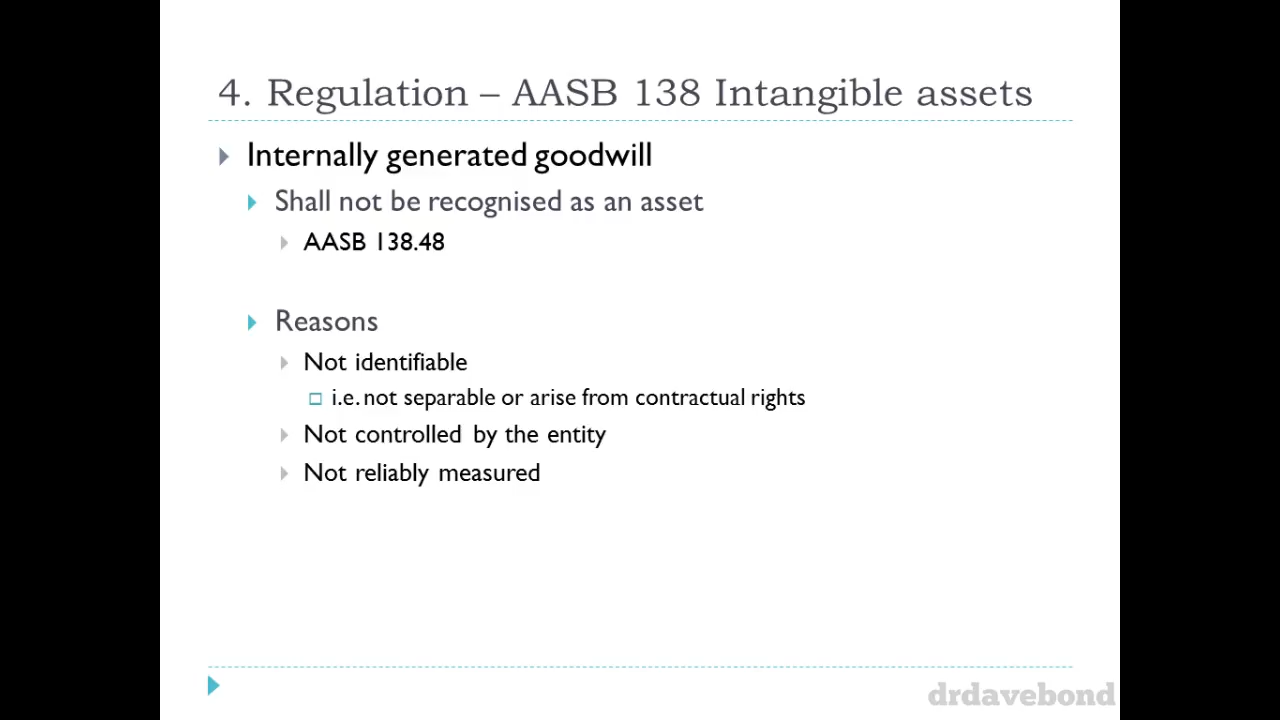 4. Regulation – AASB 138 Intangible assets
Internally generated goodwill
Shall not be recognised as an asset
AASB 138.48
Reasons
Not identifiable
i.e. not separable or arise from contractual rights
Not controlled by the entity
Not reliably measured
drdavebond